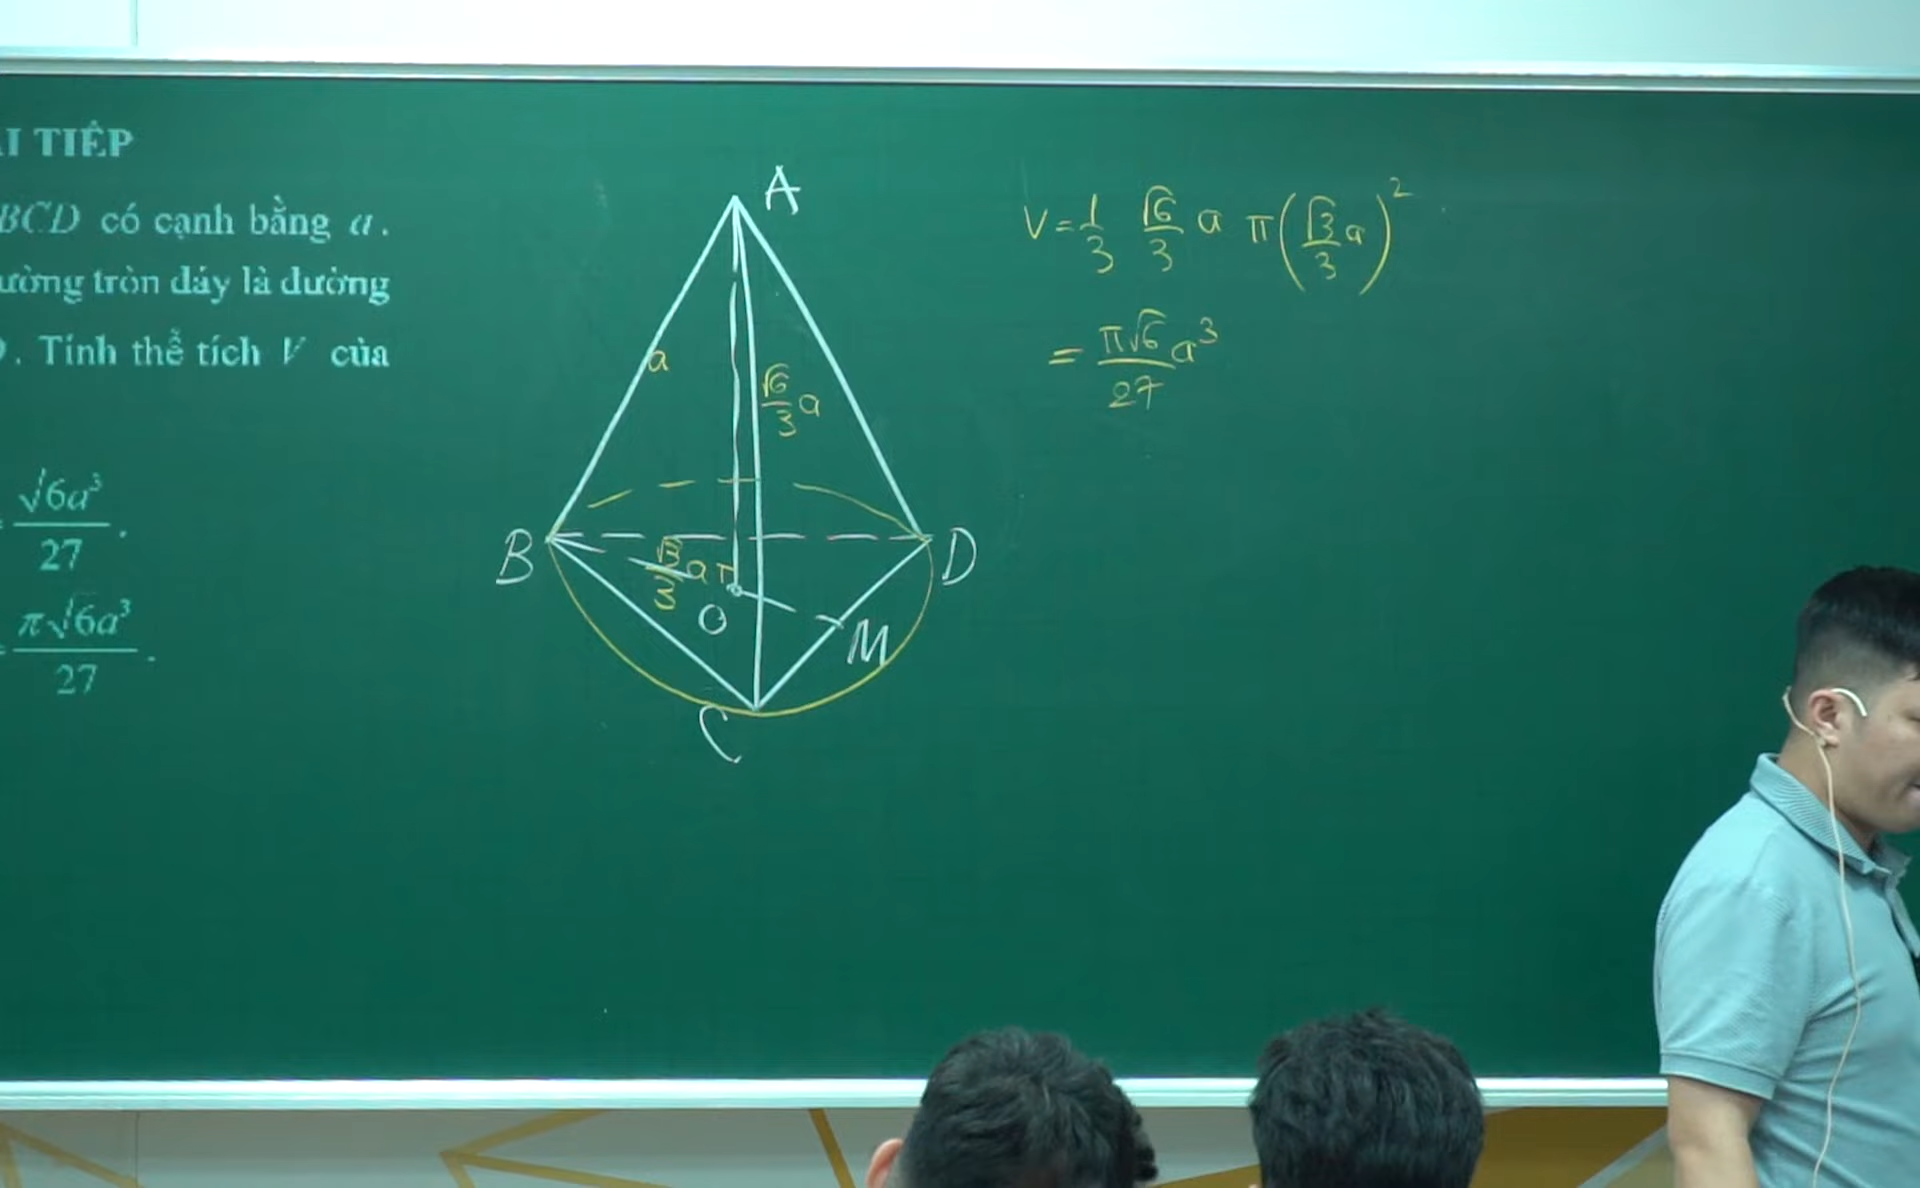 I TIẾP
BCD có cạnh bằng a.
ường tròn đáy là đường
. Tính thể tích V của
= √6a³/27.
= π√6a³/27.
A
a
√6/3 a
B
D
√3/3 a
O
M
C
V = 1/3 √6/3 a π(√3/3 a)²
= π√6/27 a³